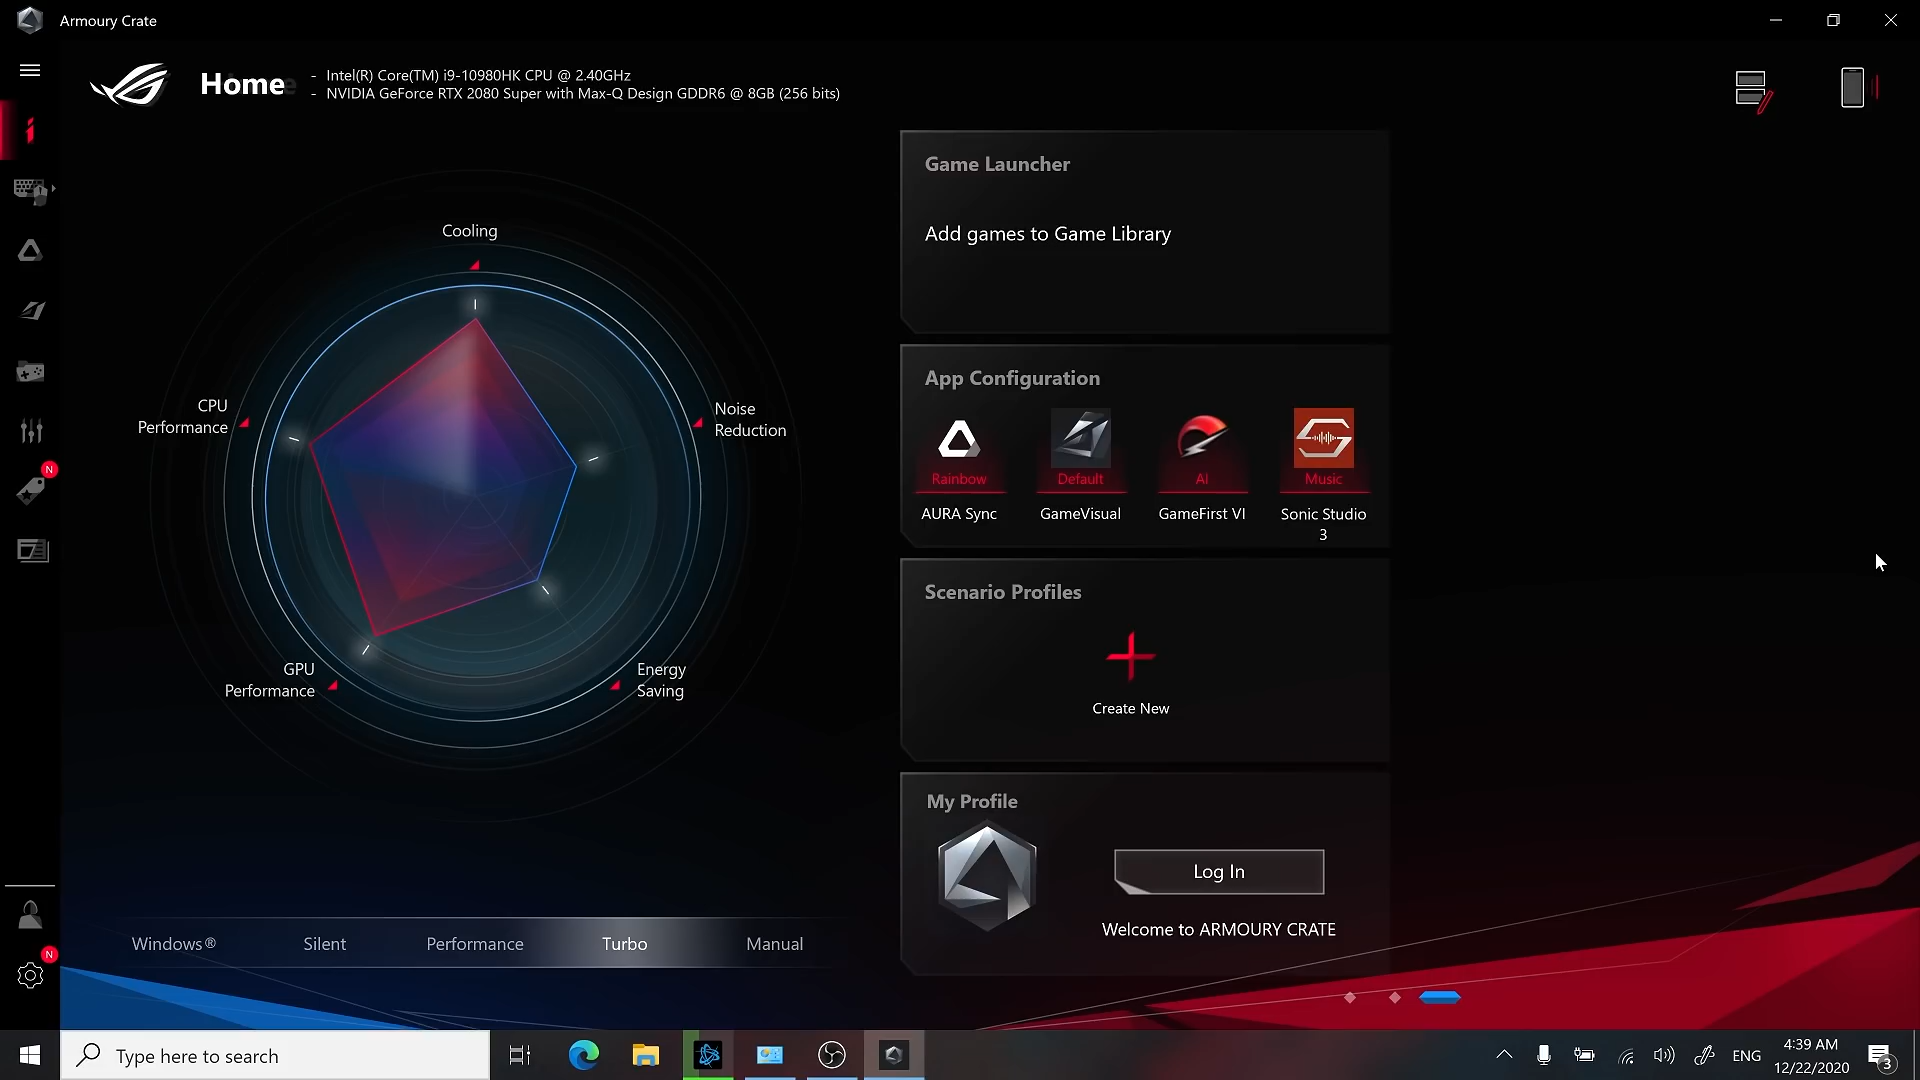 Armoury Crate
Home
- Intel(R) Core(TM) i9-10980HK CPU @ 2.40GHz
- NVIDIA GeForce RTX 2080 Super with Max-Q Design GDDR6 @ 8GB (256 bits)
Cooling
CPU
Performance
Noise
Reduction
GPU
Performance
Energy
Saving
Windows®
Silent
Performance
Turbo
Manual
Game Launcher
Add games to Game Library
App Configuration
Rainbow
Default
AI
Music
AURA Sync
GameVisual
GameFirst VI
Sonic Studio
3
Scenario Profiles
Create New
My Profile
Log In
Welcome to ARMOURY CRATE
N
N
Type here to search
ENG
4:39 AM
12/22/2020
3